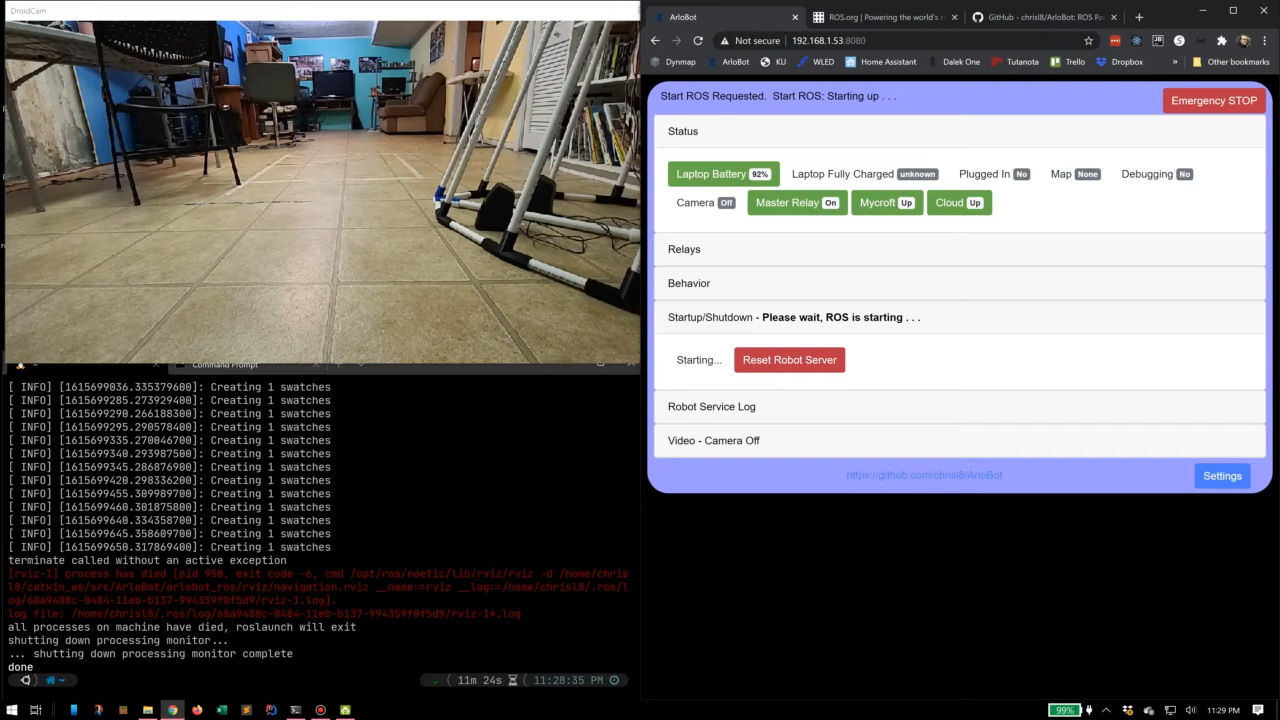 DroidCam
Command Prompt
[ INFO] [1615699036.335379600]: Creating 1 swatches
[ INFO] [1615699285.273929400]: Creating 1 swatches
[ INFO] [1615699290.266188300]: Creating 1 swatches
[ INFO] [1615699295.290578400]: Creating 1 swatches
[ INFO] [1615699335.270046700]: Creating 1 swatches
[ INFO] [1615699340.293987500]: Creating 1 swatches
[ INFO] [1615699345.286876900]: Creating 1 swatches
[ INFO] [1615699420.298336200]: Creating 1 swatches
[ INFO] [1615699455.309989700]: Creating 1 swatches
[ INFO] [1615699460.301875800]: Creating 1 swatches
[ INFO] [1615699640.334358700]: Creating 1 swatches
[ INFO] [1615699645.358609700]: Creating 1 swatches
[ INFO] [1615699650.317869400]: Creating 1 swatches
terminate called without an active exception
[rviz-1] process has died [pid 950, exit code -6, cmd /opt/ros/noetic/lib/rviz/rviz -d /home/chris
l8/catkin_ws/src/ArloBot/arlobot_ros/rviz/navigation.rviz __name:=rviz __log:=/home/chrisl8/.ros/l
og/68a9488c-8484-11eb-b137-994359f0f5d9/rviz-1.log].
log file: /home/chrisl8/.ros/log/68a9488c-8484-11eb-b137-994359f0f5d9/rviz-1*.log
all processes on machine have died, roslaunch will exit
shutting down processing monitor...
... shutting down processing monitor complete
done
~
11m 24s 11:28:35 PM
ArloBot
ROS.org | Powering the world's r
GitHub - chrisl8/ArloBot: ROS Pa
Not secure | 192.168.1.53:8080
Dynmap ArloBot KU WLED Home Assistant Dalek One Tutanota Trello Dropbox » Other bookmarks
Start ROS Requested. Start ROS: Starting up . . .
Emergency STOP
Status
Laptop Battery 92% Laptop Fully Charged unknown Plugged In No Map None Debugging No
Camera Off Master Relay On Mycroft Up Cloud Up
Relays
Behavior
Startup/Shutdown - Please wait, ROS is starting . . .
Starting... Reset Robot Server
Robot Service Log
Video - Camera Off
https://github.com/chrisl8/ArloBot
Settings
99% 11:29 PM